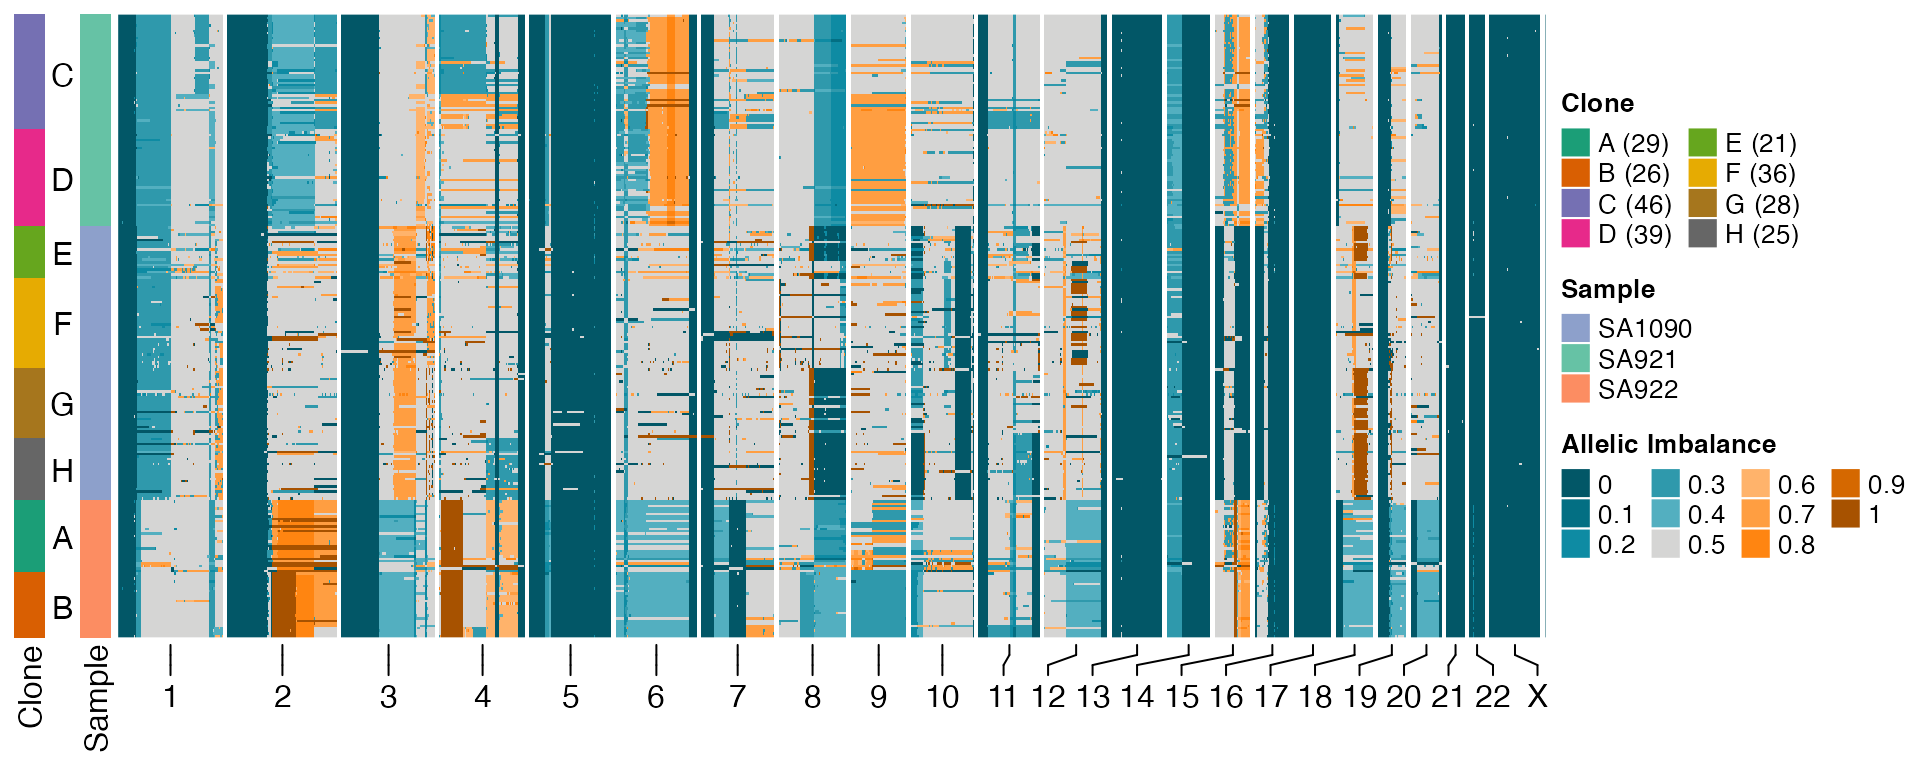 C
D
E
F
G
H
A
B
Clone
Sample
1 2 3 4 5 6 7 8 9 10 11 12 13 14 15 16 17 18 19 20 21 22 X
Clone
A (29) E (21)
B (26) F (36)
C (46) G (28)
D (39) H (25)
Sample
SA1090
SA921
SA922
Allelic Imbalance
0 0.3 0.6 0.9
0.1 0.4 0.7 1
0.2 0.5 0.8